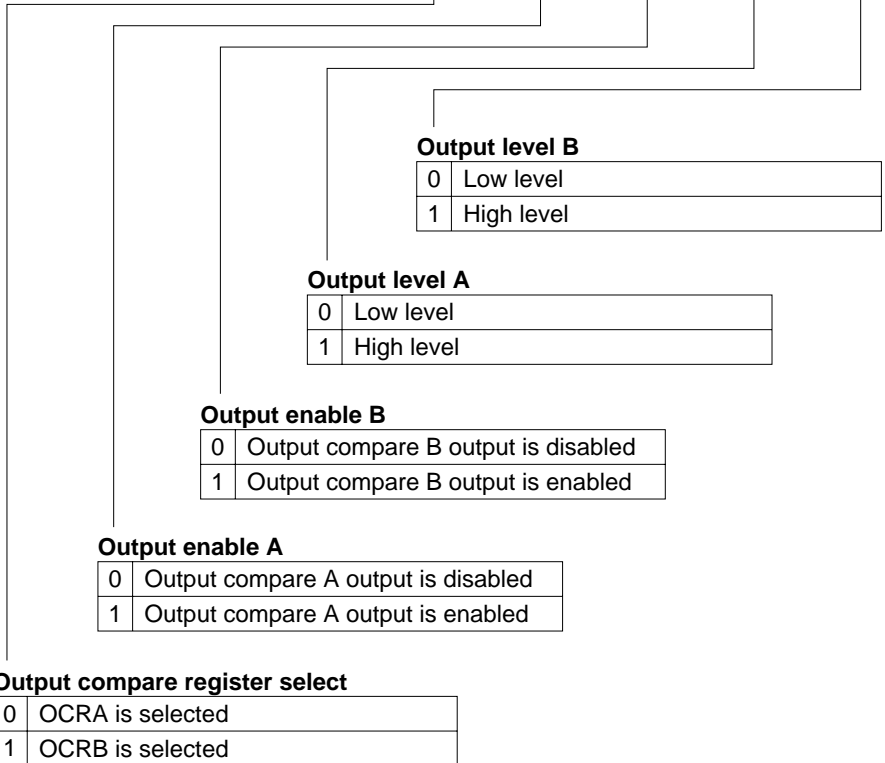 Output level B
0 Low level
1 High level
Output level A
0 Low level
1 High level
Output enable B
0 Output compare B output is disabled
1 Output compare B output is enabled
Output enable A
0 Output compare A output is disabled
1 Output compare A output is enabled
Output compare register select
0 OCRA is selected
1 OCRB is selected